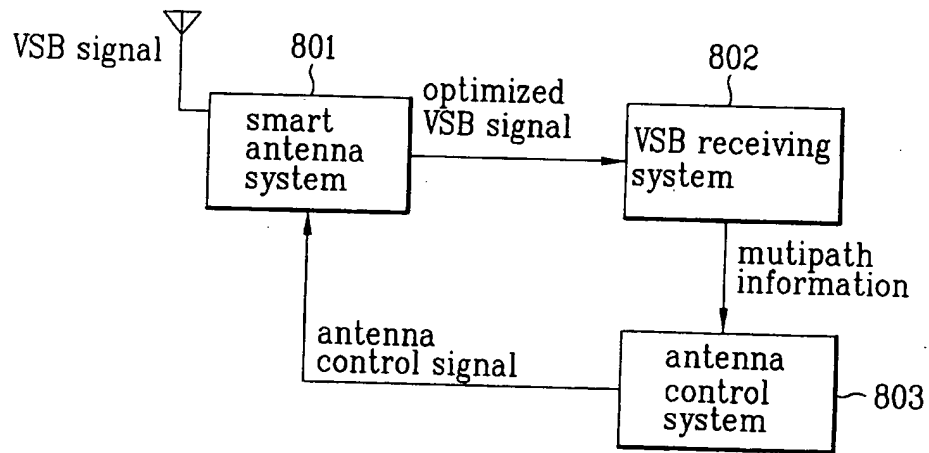 VSB signal
801
smart
antenna
system
optimized
VSB signal
802
VSB receiving
system
mutipath
information
antenna
control signal
antenna
control
system
803